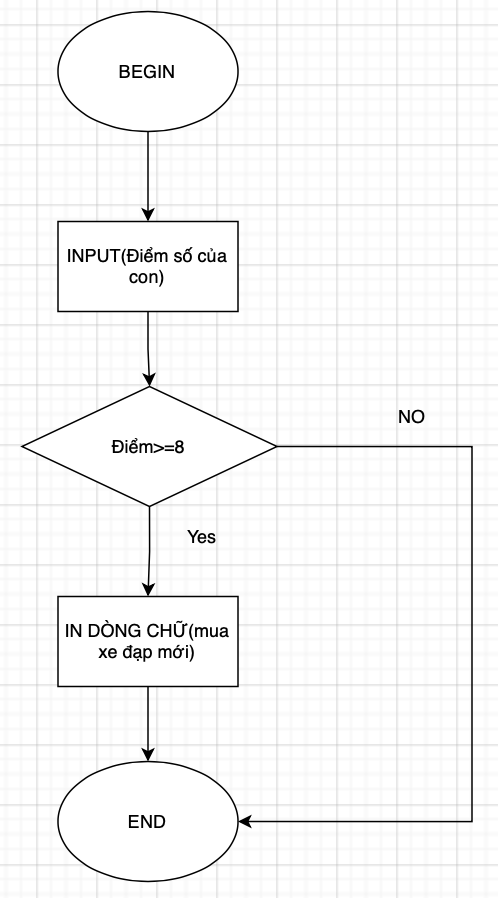 BEGIN
INPUT(Điểm số của
con)
NO
Điểm>=8
Yes
IN DÒNG CHỮ(mua
xe đạp mới)
END